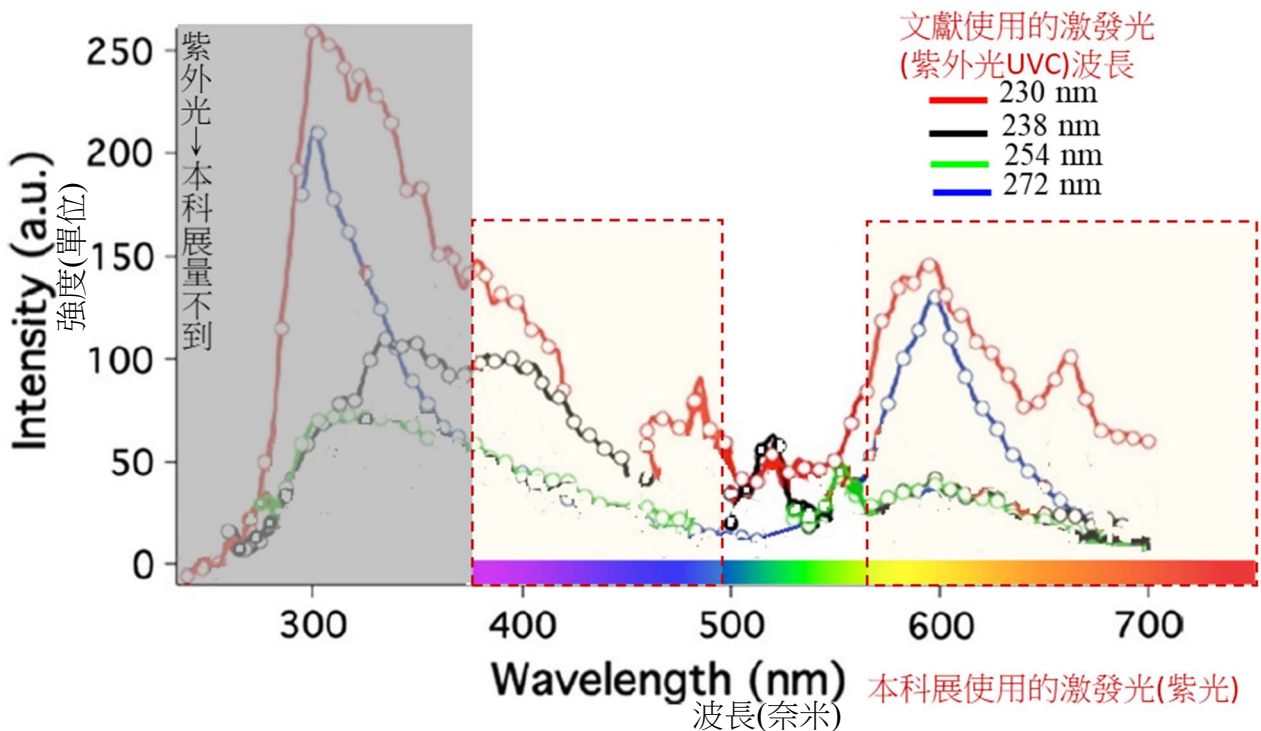 文獻使用的激發光
(紫外光UVC)波長
230 nm
238 nm
254 nm
272 nm
紫外光→本科展量不到
Intensity (a.u.)
強度(單位)
250
200
150
100
50
0
300
400
500
600
700
Wavelength (nm)
波長(奈米)
本科展使用的激發光(紫光)